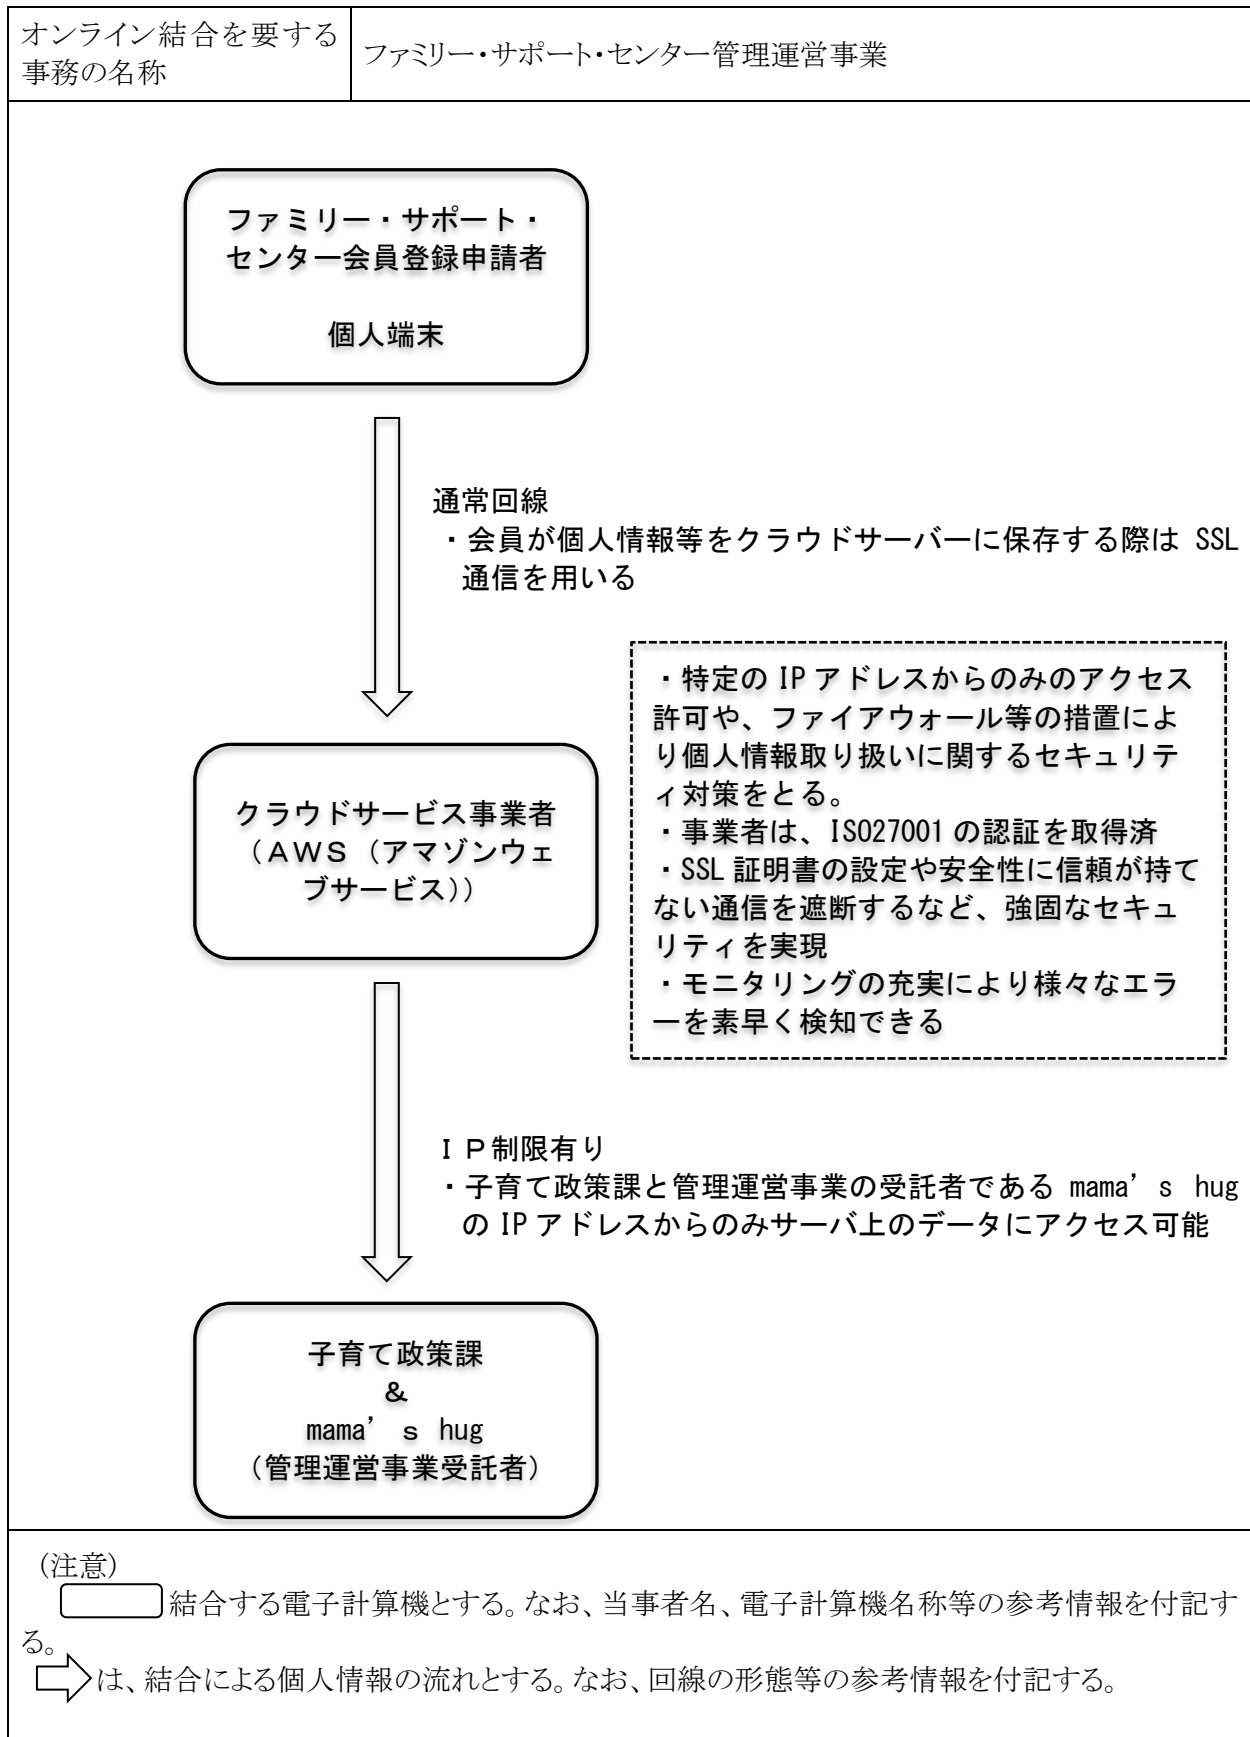 オンライン結合を要する
事務の名称
ファミリー・サポート・センター管理運営事業
ファミリー・サポート・
センター会員登録申請者
個人端末
通常回線
・会員が個人情報等をクラウドサーバーに保存する際は SSL
通信を用いる
・特定の IP アドレスからのみのアクセス
許可や、ファイアウォール等の措置によ
り個人情報取り扱いに関するセキュリテ
ィ対策をとる。
・事業者は、ISO27001 の認証を取得済
・SSL 証明書の設定や安全性に信頼が持て
ない通信を遮断するなど、強固なセキュ
リティを実現
・モニタリングの充実により様々なエラ
ーを素早く検知できる
クラウドサービス事業者
（ＡＷＳ（アマゾンウェ
ブサービス））
ＩＰ制限有り
・子育て政策課と管理運営事業の受託者である mama’s hug
の IP アドレスからのみサーバ上のデータにアクセス可能
子育て政策課
＆
mama’s hug
（管理運営事業受託者）
（注意）
結合する電子計算機とする。なお、当事者名、電子計算機名称等の参考情報を付記す
る。
は、結合による個人情報の流れとする。なお、回線の形態等の参考情報を付記する。